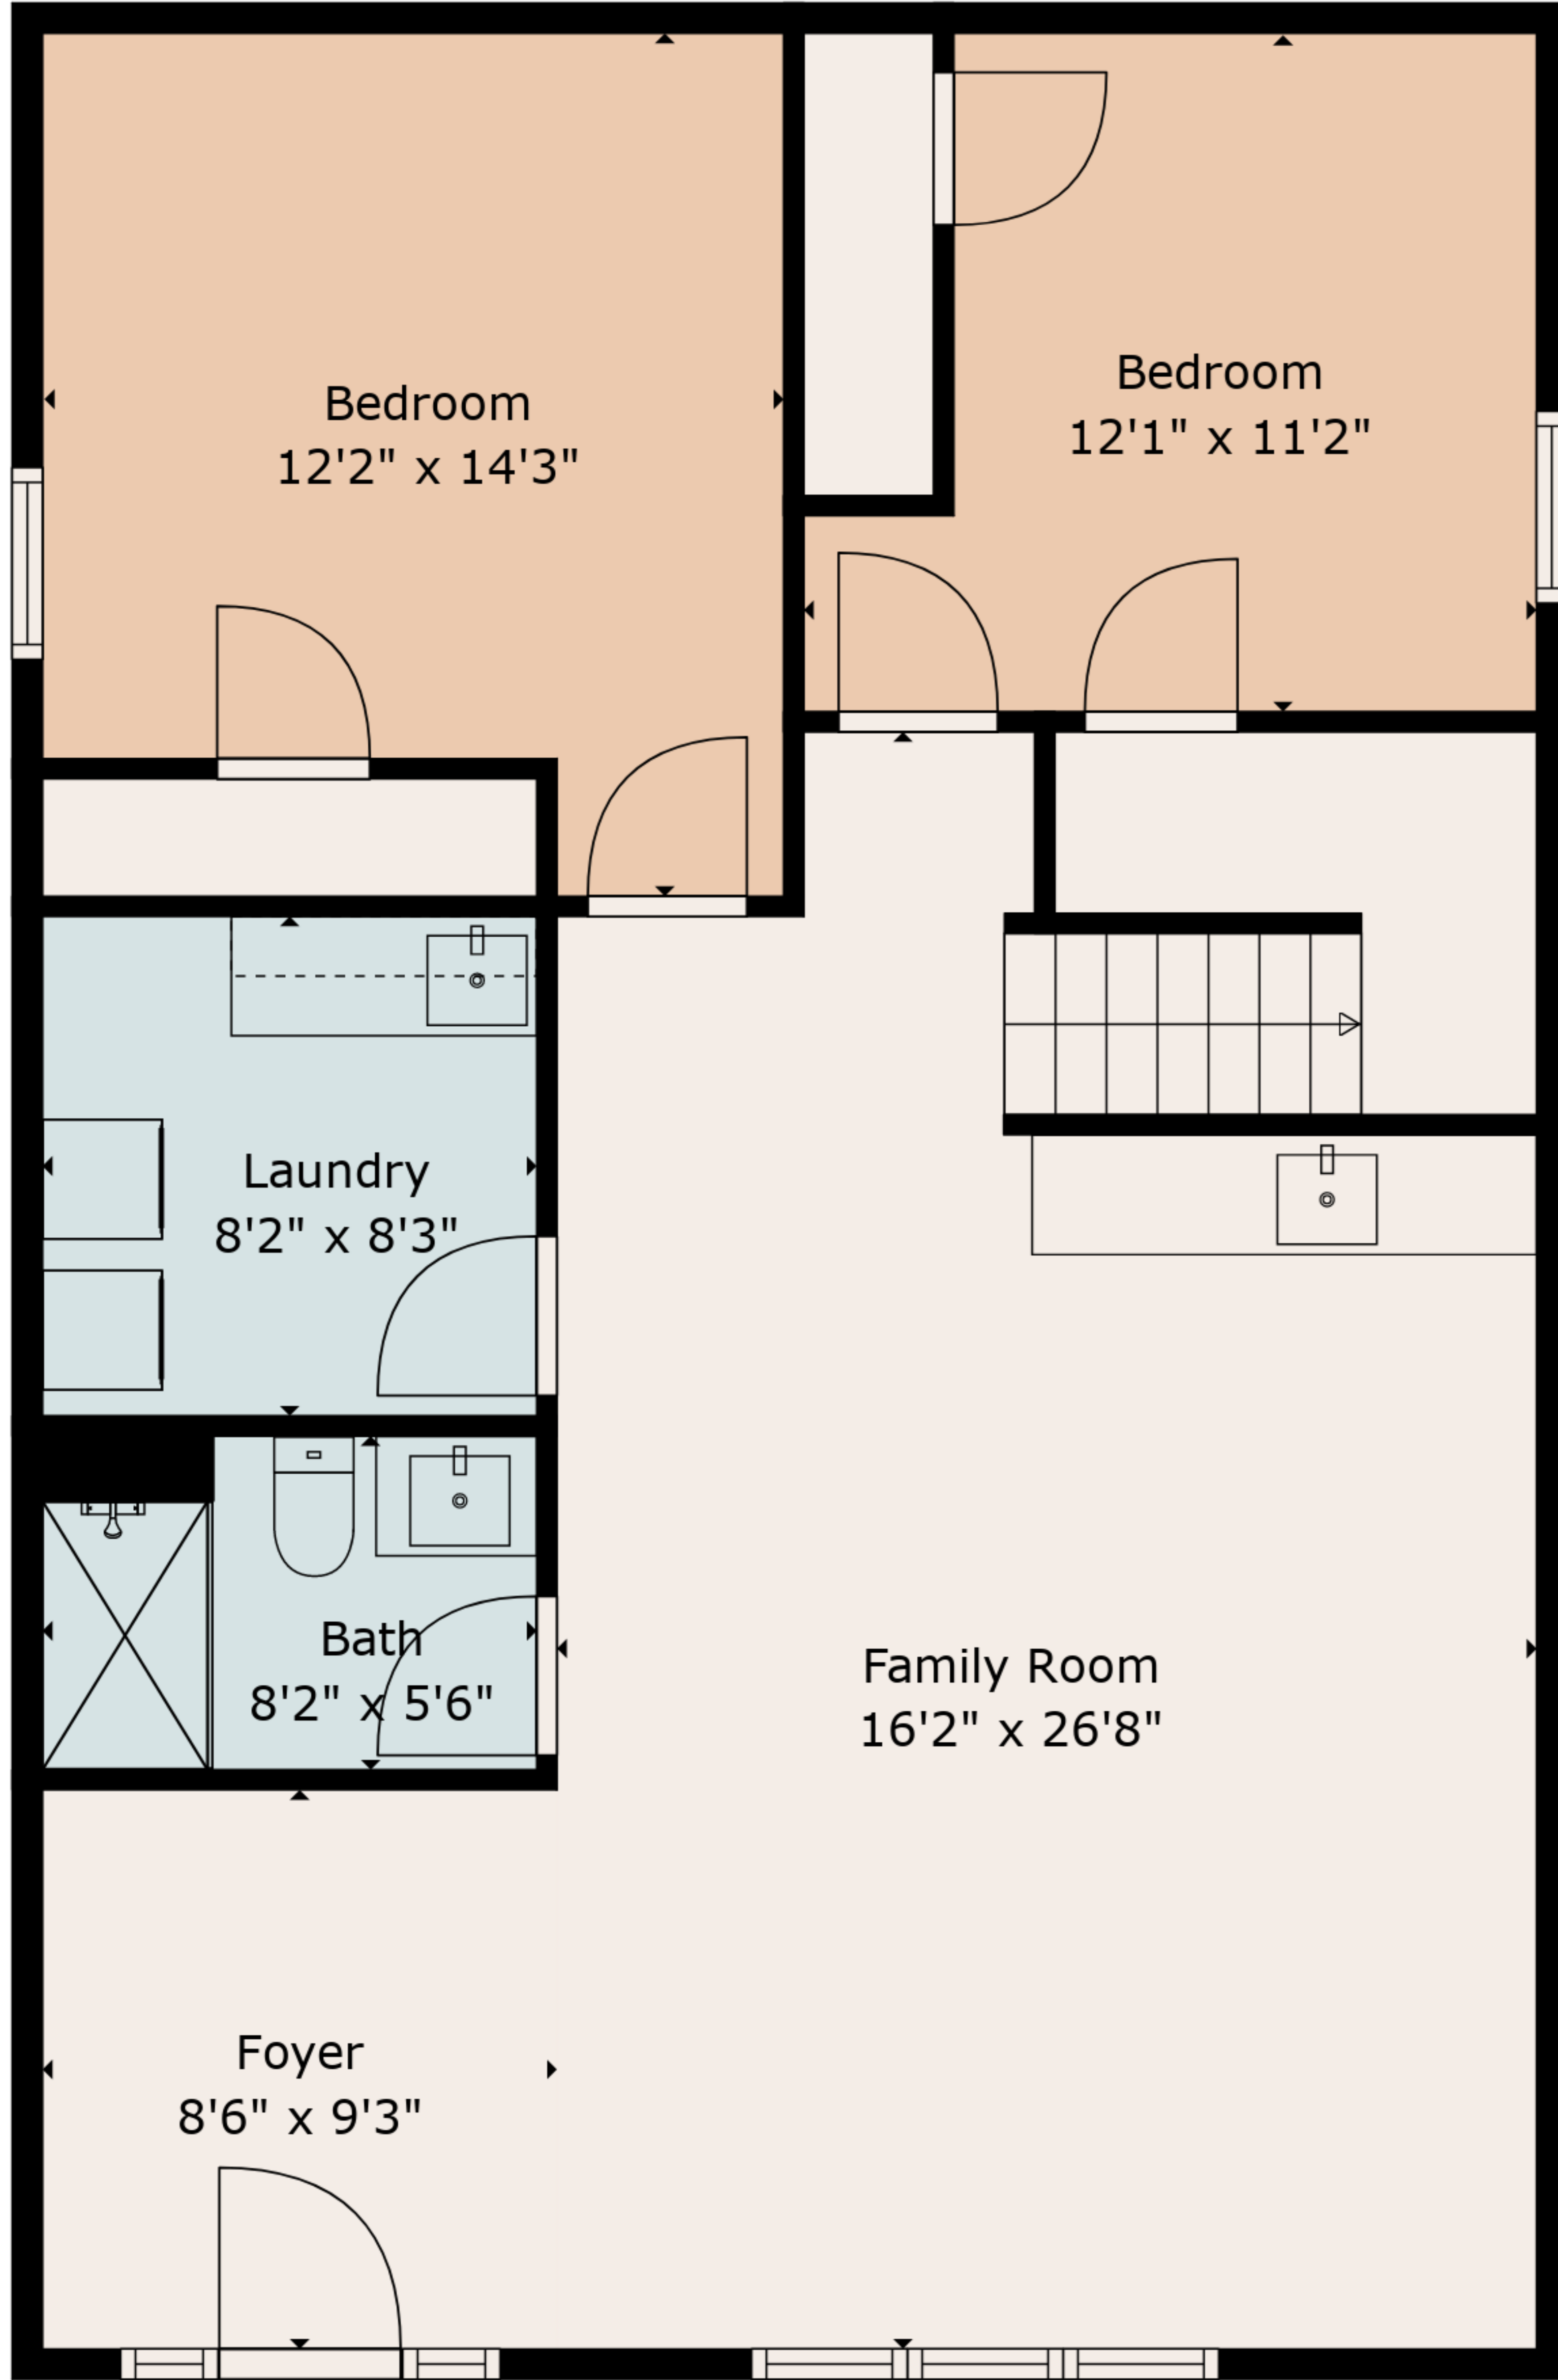 Bedroom
12'2" x 14'3"
Bedroom
12'1" x 11'2"
Laundry
8'2" x 8'3"
Bath
8'2" x 5'6"
Family Room
16'2" x 26'8"
Foyer
8'6" x 9'3"